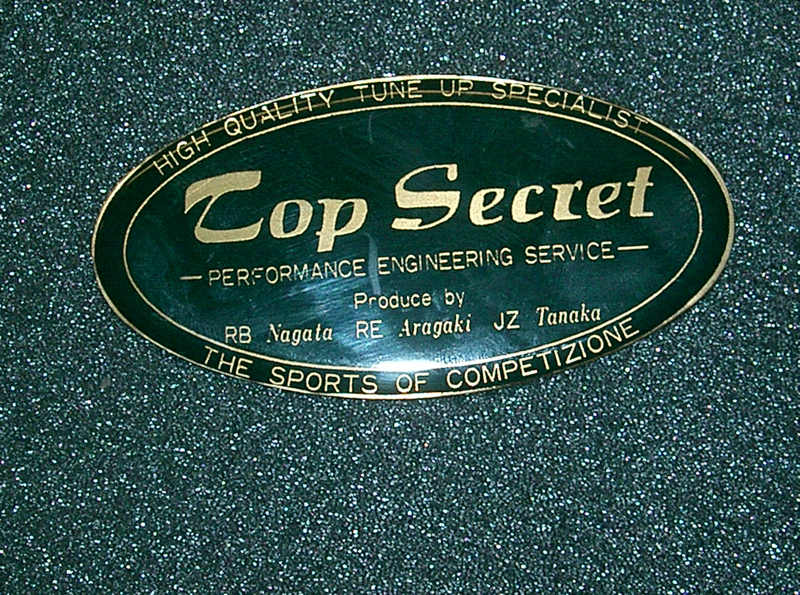 HIGH QUALITY TUNE UP SPECIALIST
Top Secret
— PERFORMANCE ENGINEERING SERVICE —
Produce by
RB Nagata RE Aragaki JZ Tanaka
THE SPORTS OF COMPETIZIONE